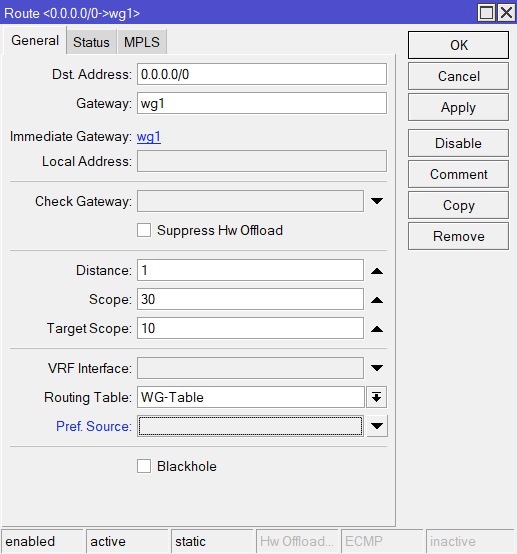 Route <0.0.0.0/0->wg1>
General Status MPLS
OK
Cancel
Apply
Disable
Comment
Copy
Remove
Dst. Address: 0.0.0.0/0
Gateway: wg1
Immediate Gateway: wg1
Local Address:
Check Gateway:
Suppress Hw Offload
Distance: 1
Scope: 30
Target Scope: 10
VRF Interface:
Routing Table: WG-Table
Pref. Source:
Blackhole
enabled active static Hw Offload... ECMP inactive